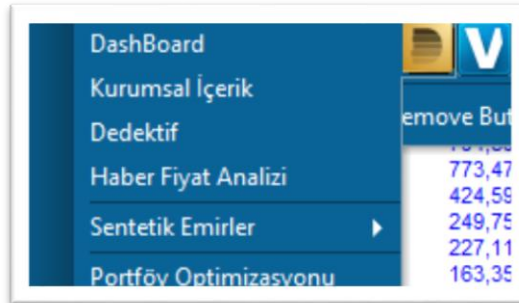 DashBoard
Kurumsal İçerik
Dedektif
Haber Fiyat Analizi
Sentetik Emirler
Portföy Optimizasyonu
D V
emove But
773,47
424,59
249,75
227,11
163,35